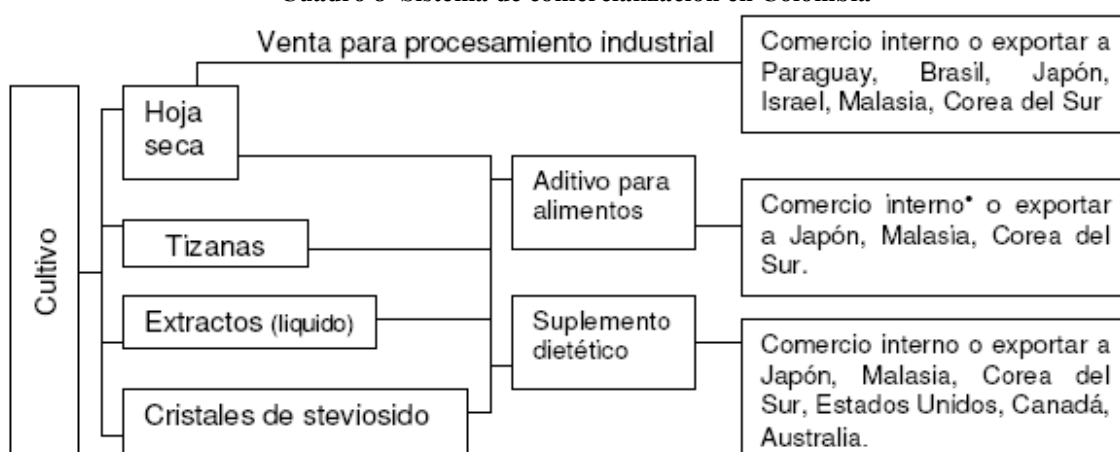 Venta para procesamiento industrial
Comercio interno o exportar a
Paraguay, Brasil, Japón,
Israel, Malasia, Corea del Sur
Hoja
seca
Cultivo
Aditivo para
alimentos
Comercio interno* o exportar
a Japón, Malasia, Corea del
Sur.
Tizanas
Extractos (liquido)
Suplemento
dietético
Comercio interno o exportar a
Japón, Malasia, Corea del
Sur, Estados Unidos, Canadá,
Australia.
Cristales de steviosido